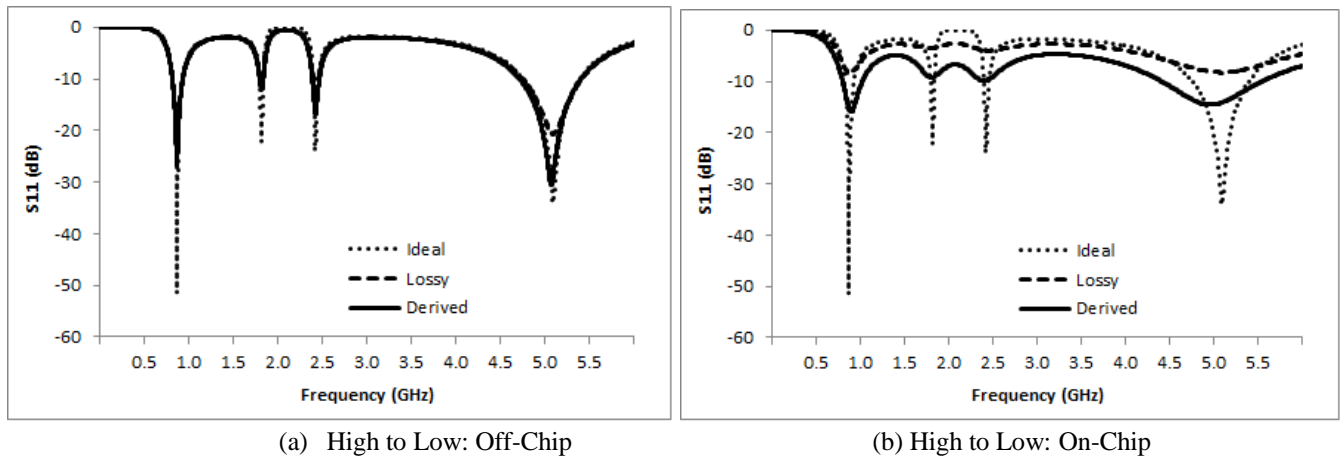 0
-10
-20
-30
-40
-50
-60
S11 (dB)
Ideal
Lossy
Derived
0.5 1.0 1.5 2.0 2.5 3.0 3.5 4.0 4.5 5.0 5.5
Frequency (GHz)
(a) High to Low: Off-Chip
0
-10
-20
-30
-40
-50
-60
S11 (dB)
Ideal
Lossy
Derived
0.5 1.0 1.5 2.0 2.5 3.0 3.5 4.0 4.5 5.0 5.5
Frequency (GHz)
(b) High to Low: On-Chip